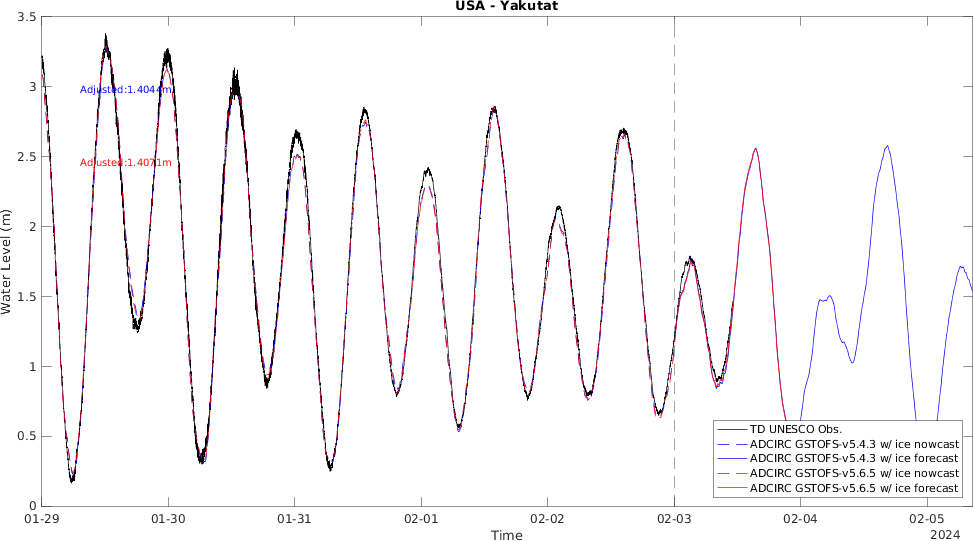 USA - Yakutat
3.5
3
2.5
2
1.5
1
0.5
0
Water Level (m)
Adjusted:1.4044m
Adjusted:1.4071m
TD UNESCO Obs.
ADCIRC GSTOFS-v5.4.3 w/ ice nowcast
ADCIRC GSTOFS-v5.4.3 w/ ice forecast
ADCIRC GSTOFS-v5.6.5 w/ ice nowcast
ADCIRC GSTOFS-v5.6.5 w/ ice forecast
01-29 01-30 01-31 02-01 02-02 02-03 02-04 02-05
Time
2024